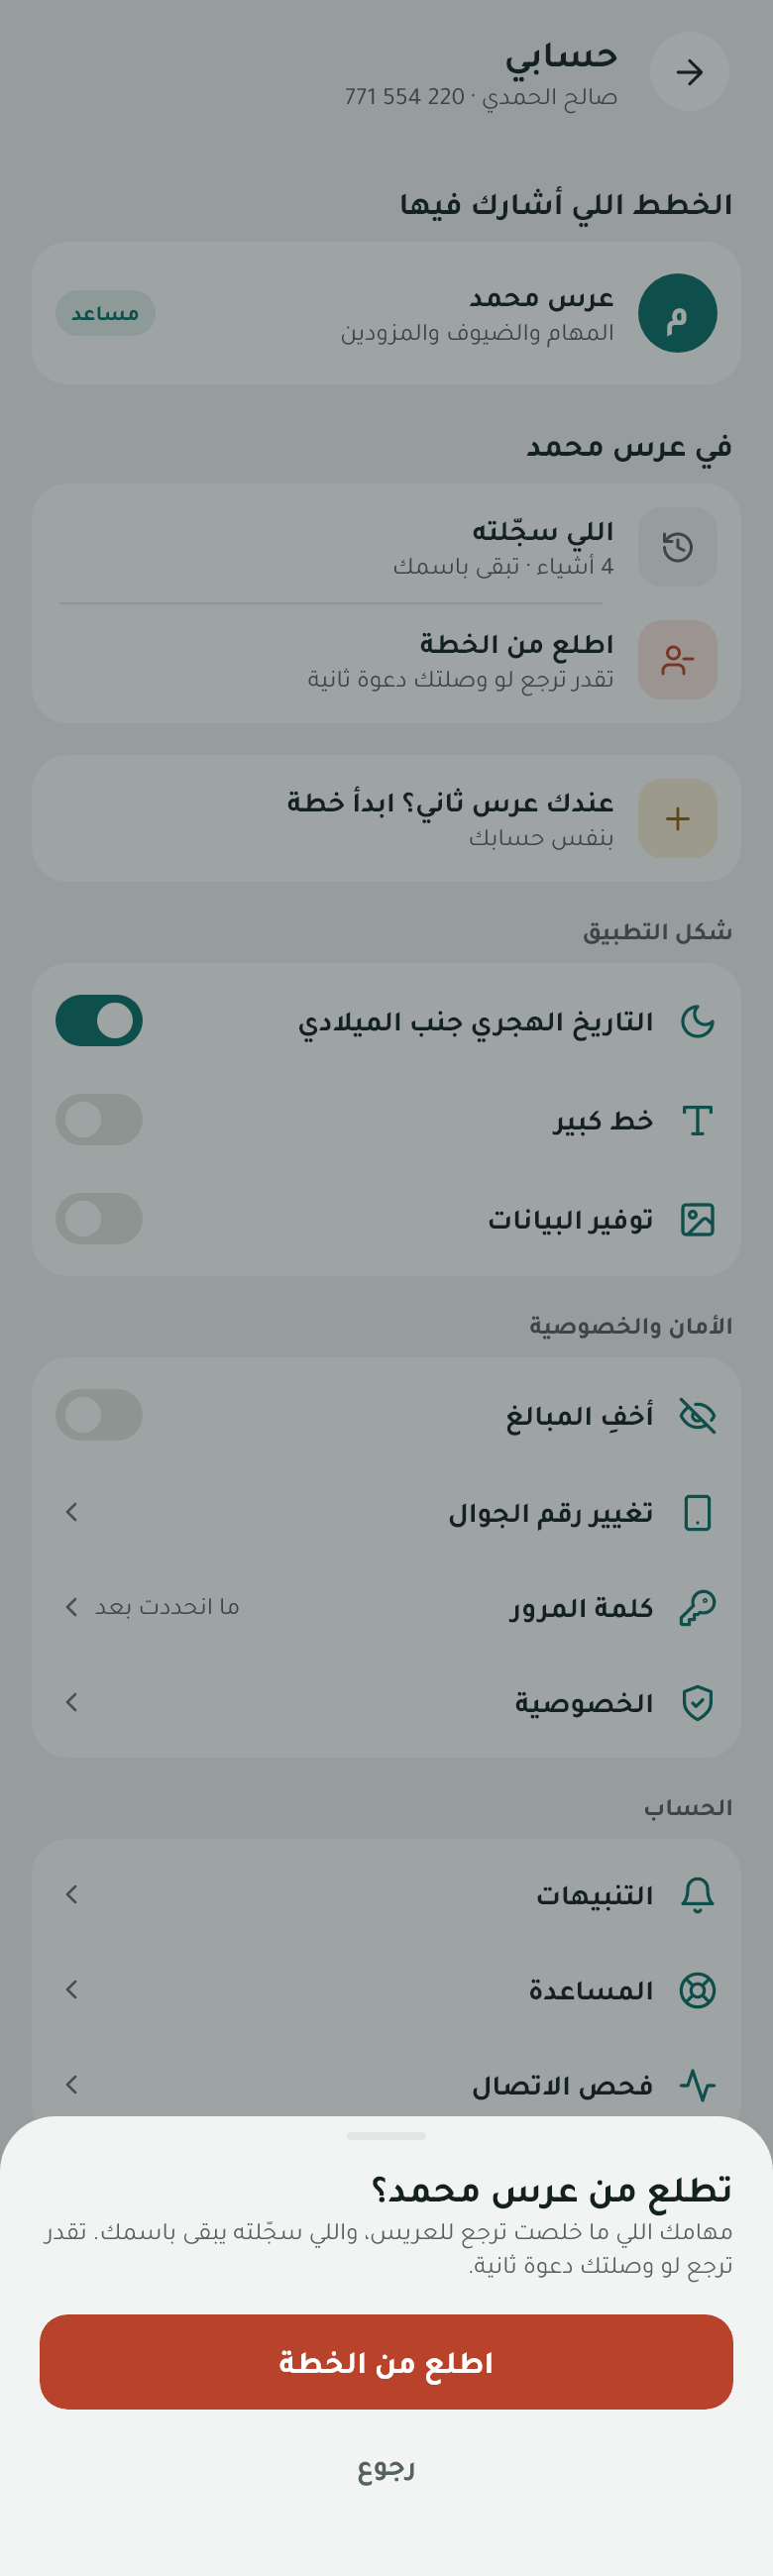 حسابي
صالح الحمدي · 220 554 771
الخطط اللي أشارك فيها
م
عرس محمد
مساعد
المهام والضيوف والمزودين
في عرس محمد
اللي سجّلته
4 أشياء · تبقى باسمك
اطلع من الخطة
تقدر ترجع لو وصلتك دعوة ثانية
عندك عرس ثاني؟ ابدأ خطة
بنفس حسابك
شكل التطبيق
التاريخ الهجري جنب الميلادي
خط كبير
توفير البيانات
الأمان والخصوصية
أخفِ المبالغ
تغيير رقم الجوال
كلمة المرور
ما انحددت بعد
الخصوصية
الحساب
التنبيهات
المساعدة
فحص الاتصال
تطلع من عرس محمد؟
مهامك اللي ما خلصت ترجع للعريس، واللي سجّلته يبقى باسمك. تقدر
ترجع لو وصلتك دعوة ثانية.
اطلع من الخطة
رجوع